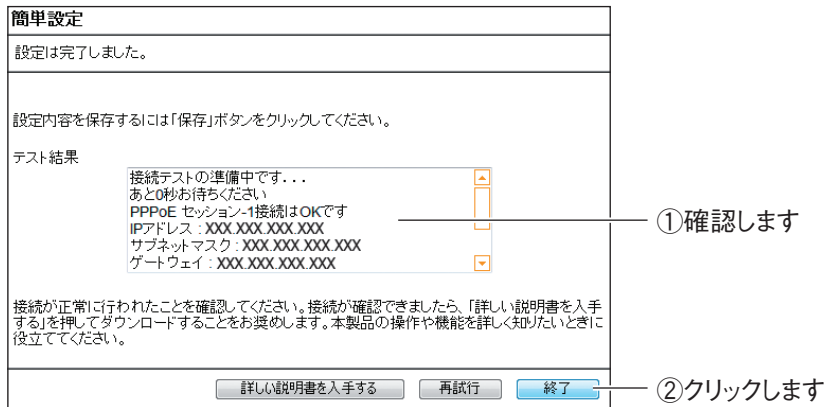 簡単設定
設定は完了しました。
設定内容を保存するには「保存」ボタンをクリックしてください。
テスト結果
接続テストの準備中です...
あと0秒お待ちください
PPPoE セッション-1接続はOKです
IPアドレス : XXX.XXX.XXX.XXX
サブネットマスク : XXX.XXX.XXX.XXX
ゲートウェイ : XXX.XXX.XXX.XXX
①確認します
接続が正常に行われたことを確認してください。接続が確認できましたら、「詳しい説明書を入手
する」を押してダウンロードすることをお奨めします。本製品の操作や機能を詳しく知りたいときに
役立ててください。
詳しい説明書を入手する 再試行 終了
②クリックします